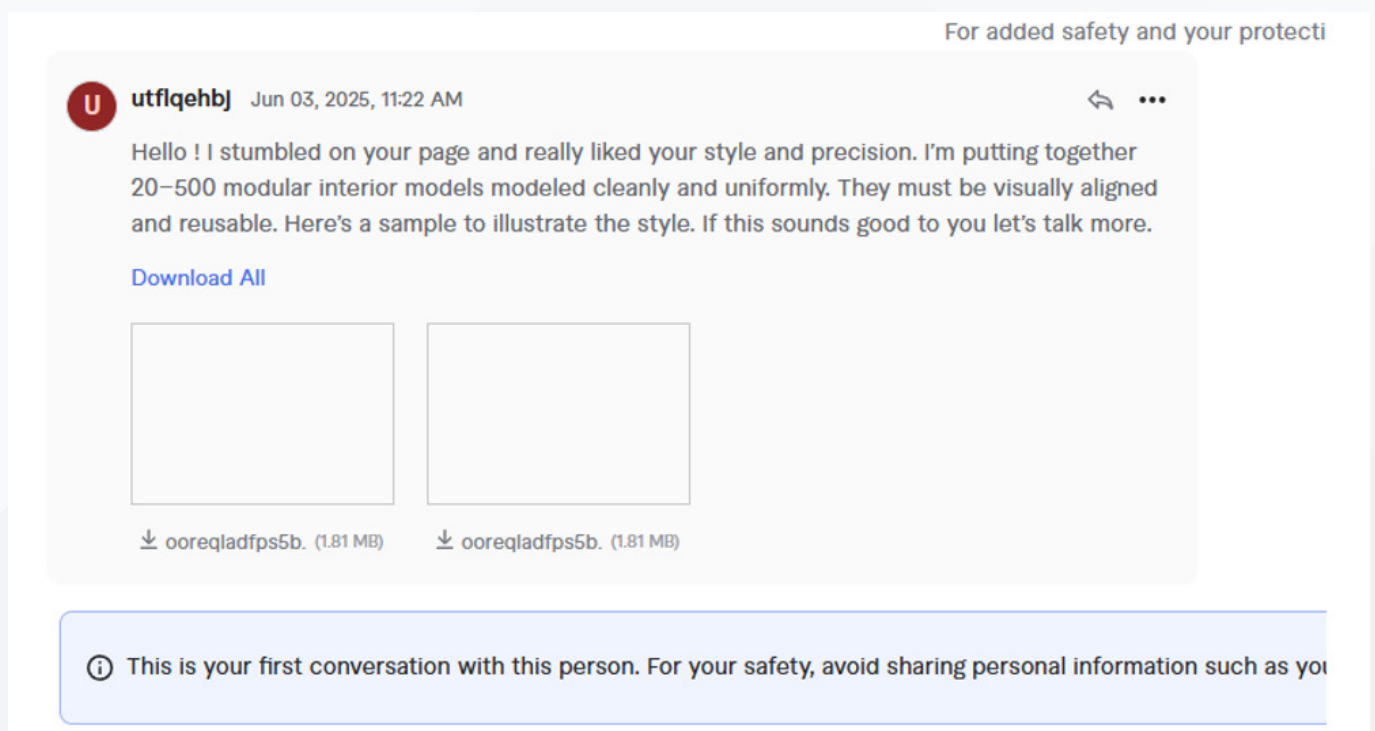 For added safety and your protecti
U
utflqehbJ Jun 03, 2025, 11:22 AM
Hello ! I stumbled on your page and really liked your style and precision. I’m putting together
20–500 modular interior models modeled cleanly and uniformly. They must be visually aligned
and reusable. Here’s a sample to illustrate the style. If this sounds good to you let’s talk more.
Download All
ooreqladfps5b. (1.81 MB) ooreqladfps5b. (1.81 MB)
This is your first conversation with this person. For your safety, avoid sharing personal information such as you